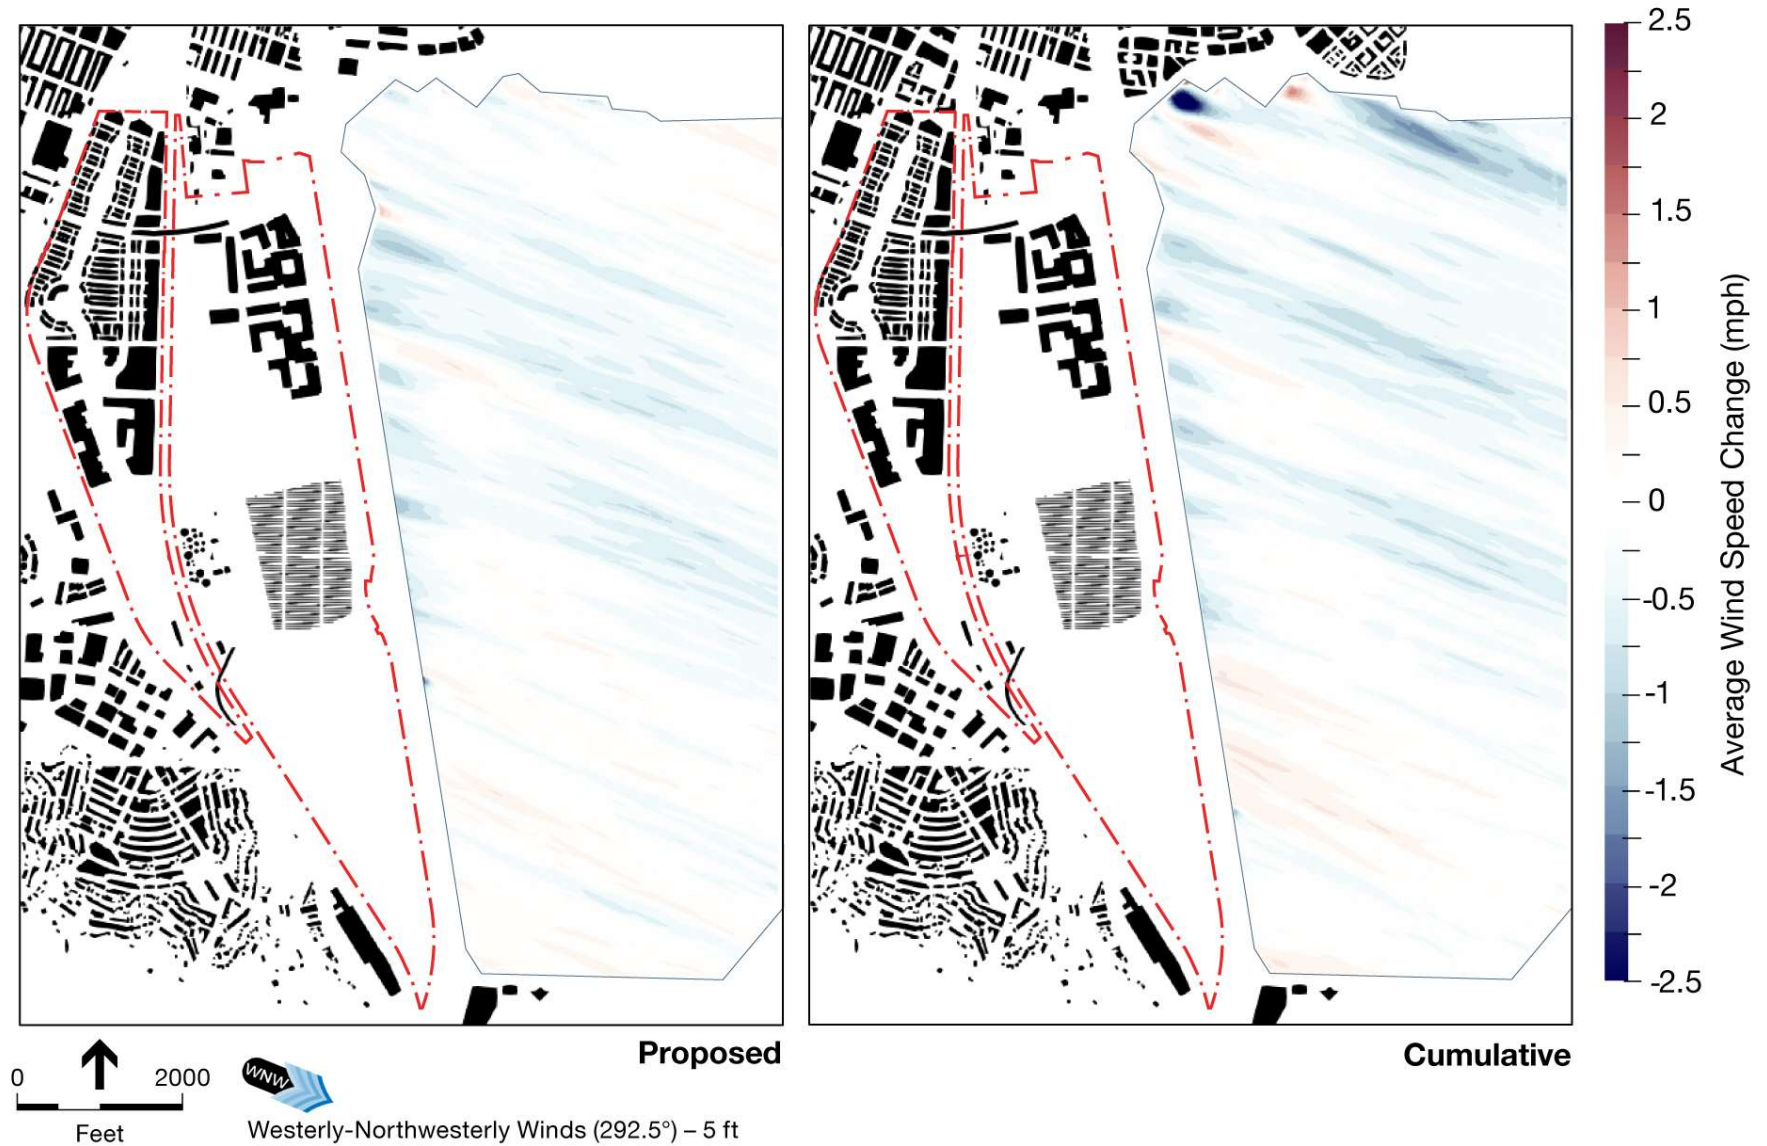 2.5
2
1.5
1
0.5
0
-0.5
-1
-1.5
-2
-2.5
Average Wind Speed Change (mph)
Proposed
Cumulative
0 2000
Feet
WNW
Westerly-Northwesterly Winds (292.5°) – 5 ft